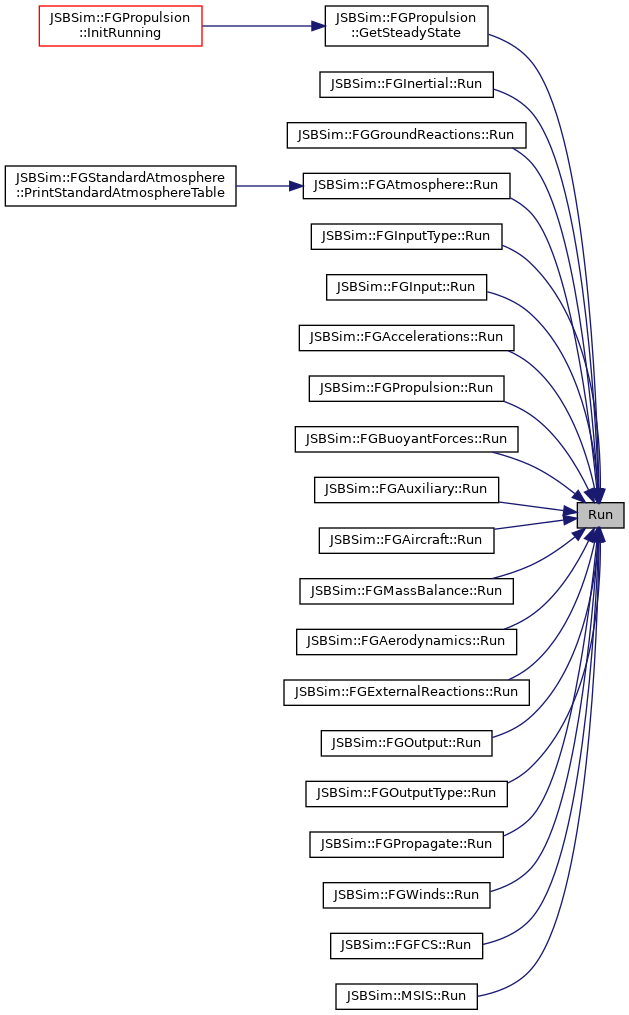 JSBSim::FGPropulsion
::InitRunning
JSBSim::FGPropulsion
::GetSteadyState
JSBSim::FGInertial::Run
JSBSim::FGGroundReactions::Run
JSBSim::FGStandardAtmosphere
::PrintStandardAtmosphereTable
JSBSim::FGAtmosphere::Run
JSBSim::FGInputType::Run
JSBSim::FGInput::Run
JSBSim::FGAccelerations::Run
JSBSim::FGPropulsion::Run
JSBSim::FGBuoyantForces::Run
JSBSim::FGAuxiliary::Run
Run
JSBSim::FGAircraft::Run
JSBSim::FGMassBalance::Run
JSBSim::FGAerodynamics::Run
JSBSim::FGExternalReactions::Run
JSBSim::FGOutput::Run
JSBSim::FGOutputType::Run
JSBSim::FGPropagate::Run
JSBSim::FGWinds::Run
JSBSim::FGFCS::Run
JSBSim::MSIS::Run